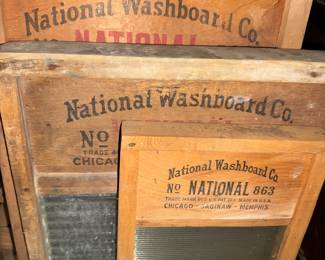 National Washboard Co.
NATIONAL
National Washboard Co.
No
TRADE
CHICAGO
National Washboard Co
No NATIONAL 863
TRADE MARK REG. U.S. PAT. OFF. MADE IN U.S.A.
CHICAGO - SAGINAW - MEMPHIS